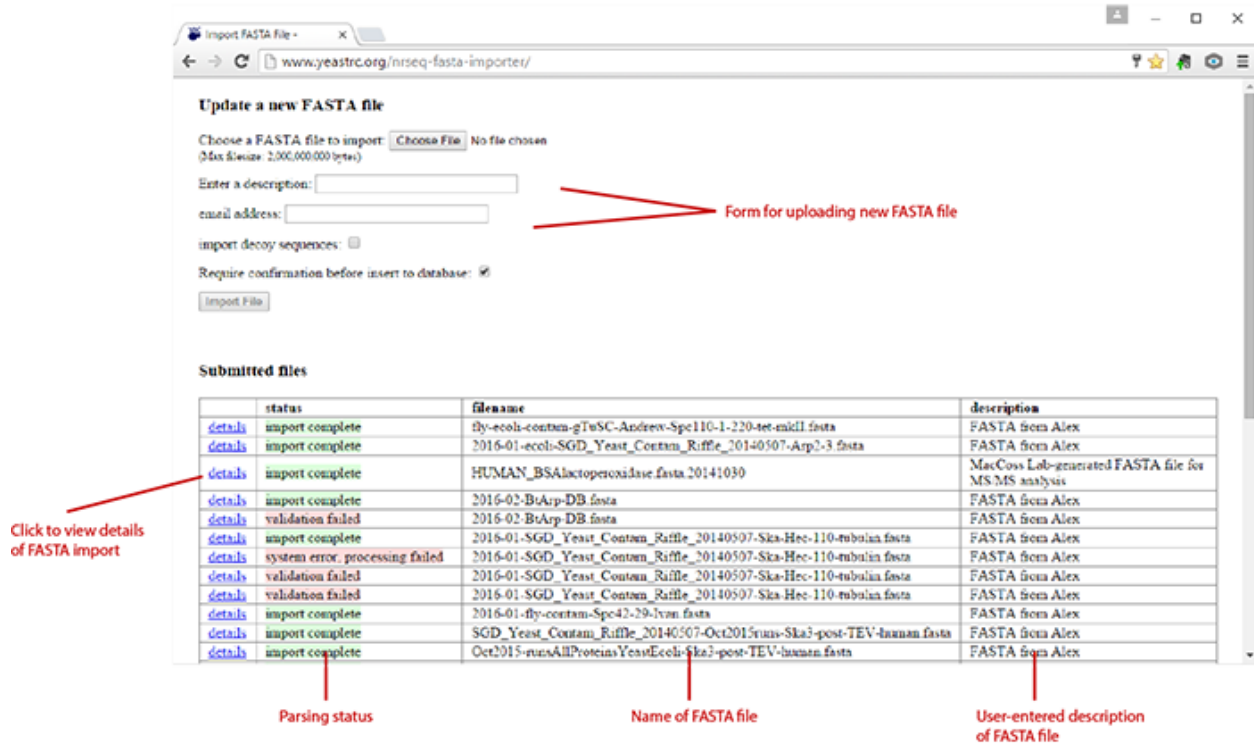 Import FASTA File -
www.yeastrc.org/nrseq-fasta-importer/
Update a new FASTA file
Choose a FASTA file to import: Choose File No file chosen
(Max filesize: 2,000,000,000 bytes)
Enter a description:
email address:
Form for uploading new FASTA file
import decoy sequences:
Require confirmation before insert to database:
Import File
Submitted files
status filename description
details import complete fly-ecoli-contam-gTuSC-Andrew-Spc110-1-220-tet-mkII.fasta FASTA from Alex
details import complete 2016-01-ecoli-SGD_Yeast_Contam_Riffle_20140507-Arp2-3.fasta FASTA from Alex
details import complete HUMAN_BSAlactoperoxidase.fasta.20141030 MacCoss Lab-generated FASTA file for MS/MS analysis
details import complete 2016-02-BtArp-DB.fasta FASTA from Alex
details validation failed 2016-02-BtArp-DB.fasta FASTA from Alex
details import complete 2016-01-SGD_Yeast_Contam_Riffle_20140507-Ska-Hec-110-tubulin.fasta FASTA from Alex
details system error, processing failed 2016-01-SGD_Yeast_Contam_Riffle_20140507-Ska-Hec-110-tubulin.fasta FASTA from Alex
details validation failed 2016-01-SGD_Yeast_Contam_Riffle_20140507-Ska-Hec-110-tubulin.fasta FASTA from Alex
details validation failed 2016-01-SGD_Yeast_Contam_Riffle_20140507-Ska-Hec-110-tubulin.fasta FASTA from Alex
details import complete 2016-01-fly-contam-Spc42-29-Ivan.fasta FASTA from Alex
details import complete SGD_Yeast_Contam_Riffle_20140507-Oct2015runs-Ska3-post-TEV-human.fasta FASTA from Alex
details import complete Oct2015-runsAllProteinsYeastEcoli-Ska3-post-TEV-human.fasta FASTA from Alex
Click to view details
of FASTA import
Parsing status
Name of FASTA file
User-entered description
of FASTA file